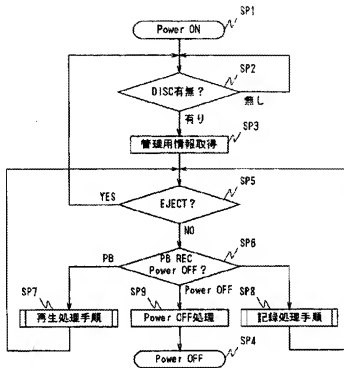 SP1
Power ON
SP2
DISC有無?
無し
有り
SP3
管理用情報取得
SP5
YES
EJECT?
NO
SP6
PB
PB REC
Power OFF?
SP7
SP9
Power OFF
SP8
再生処理手順
Power OFF処理
記録処理手順
Power OFF
SP4